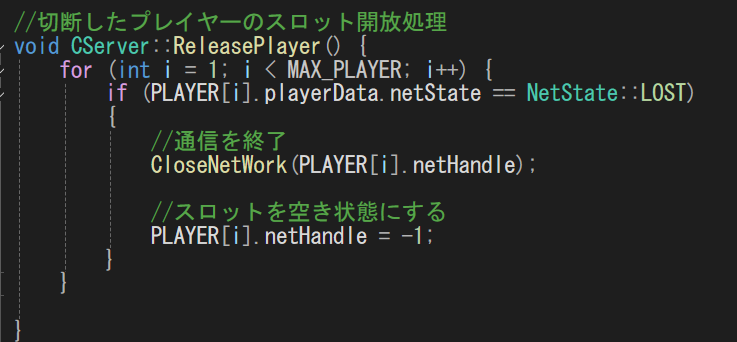 //切断したプレイヤーのスロット開放処理
void CServer::ReleasePlayer() {
    for (int i = 1; i < MAX_PLAYER; i++) {
        if (PLAYER[i].playerData.netState == NetState::LOST)
        {
            //通信を終了
            CloseNetWork(PLAYER[i].netHandle);

            //スロットを空き状態にする
            PLAYER[i].netHandle = -1;
        }
    }

}